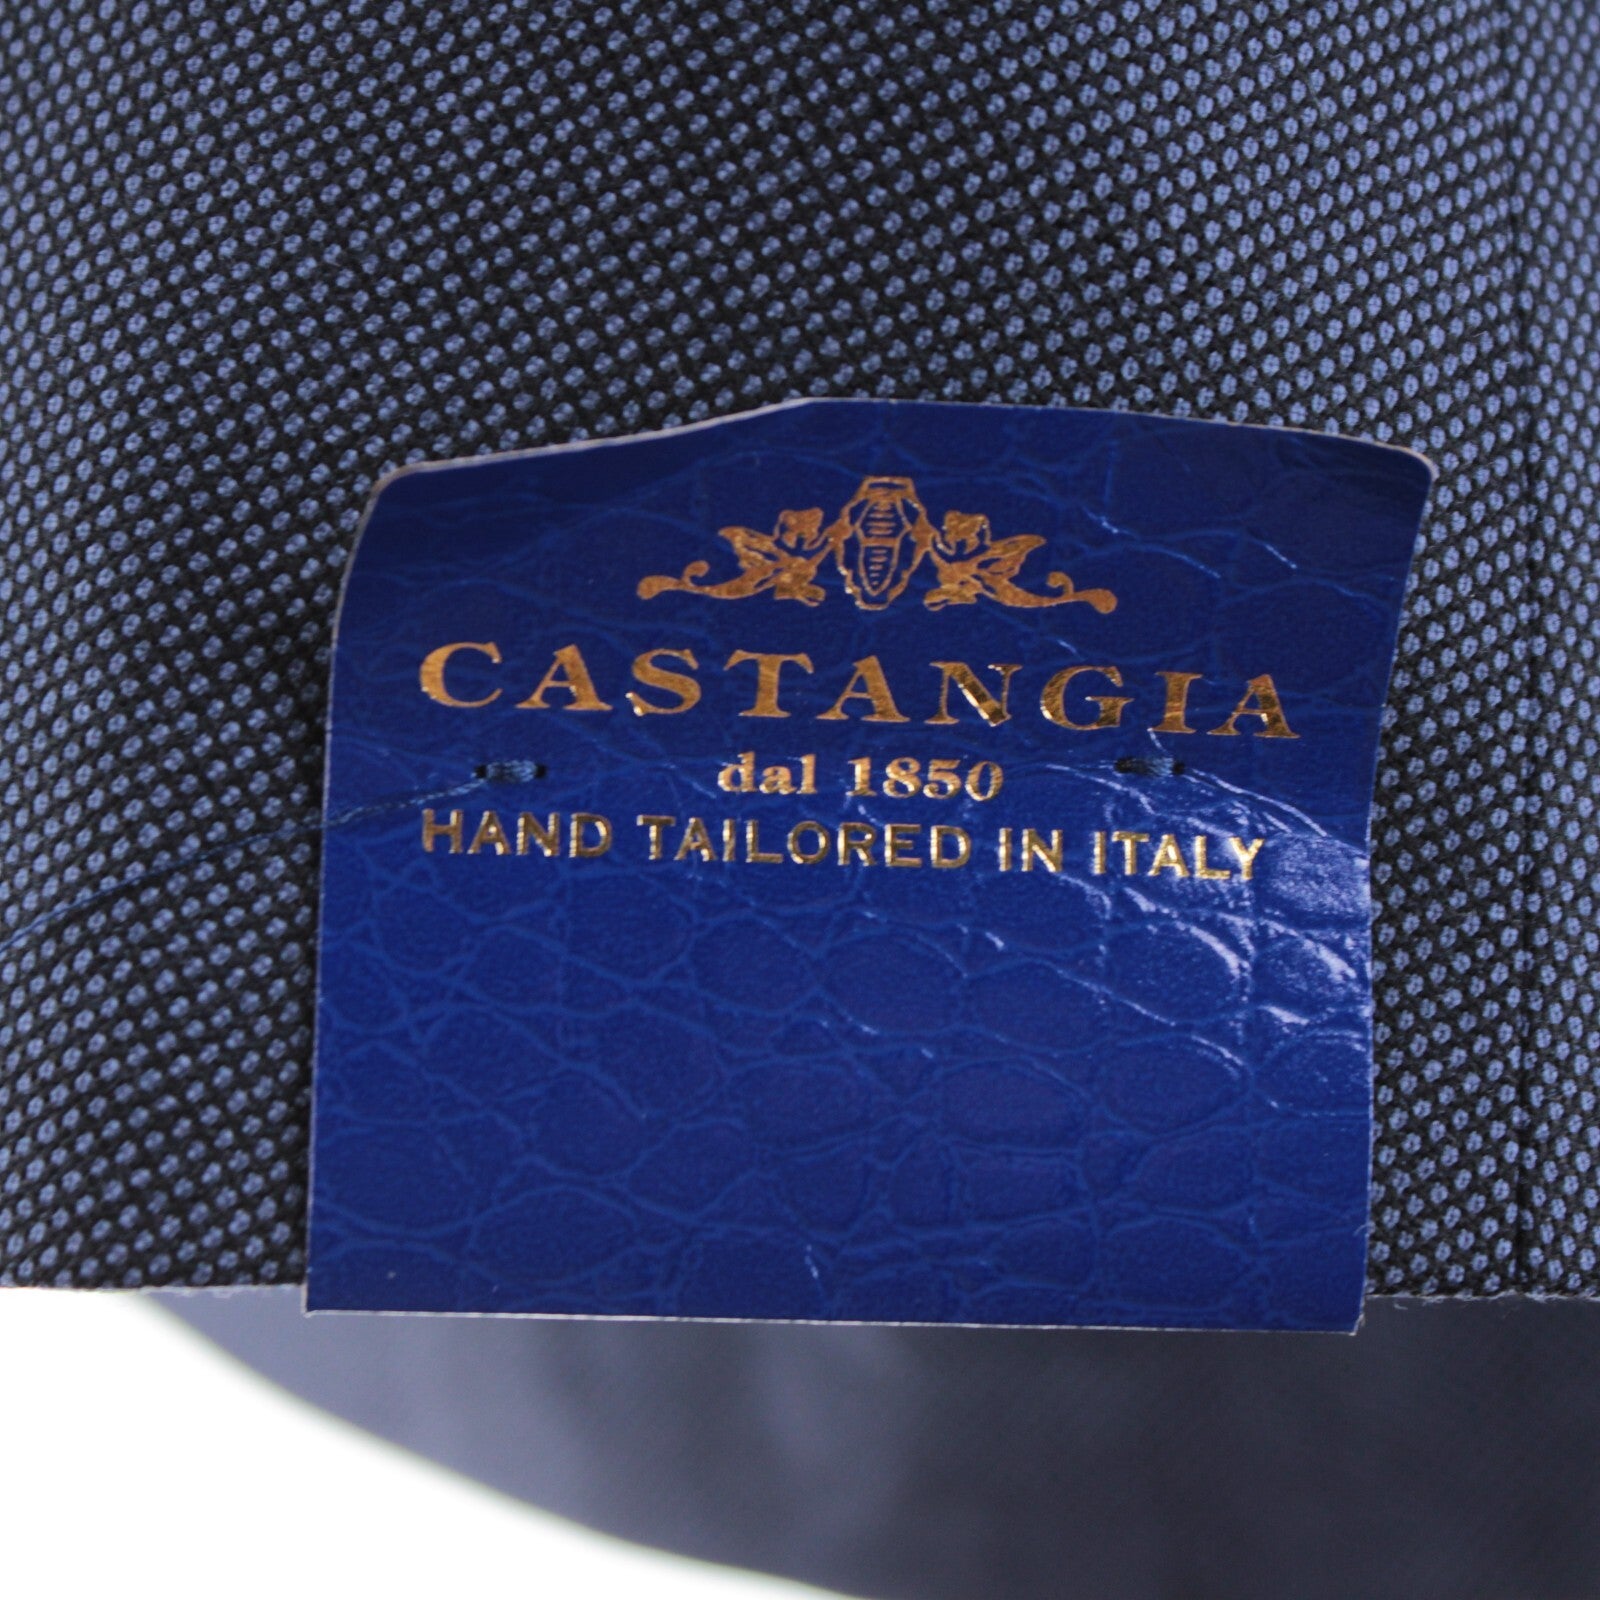 CASTANGIA
dal 1850
HAND TAILORED IN ITALY